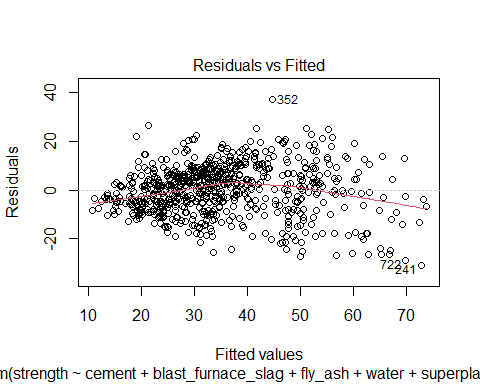 Residuals vs Fitted
Residuals
40
20
0
-20
352
722
241
10 20 30 40 50 60 70
Fitted values
m(strength ~ cement + blast_furnace_slag + fly_ash + water + superpla